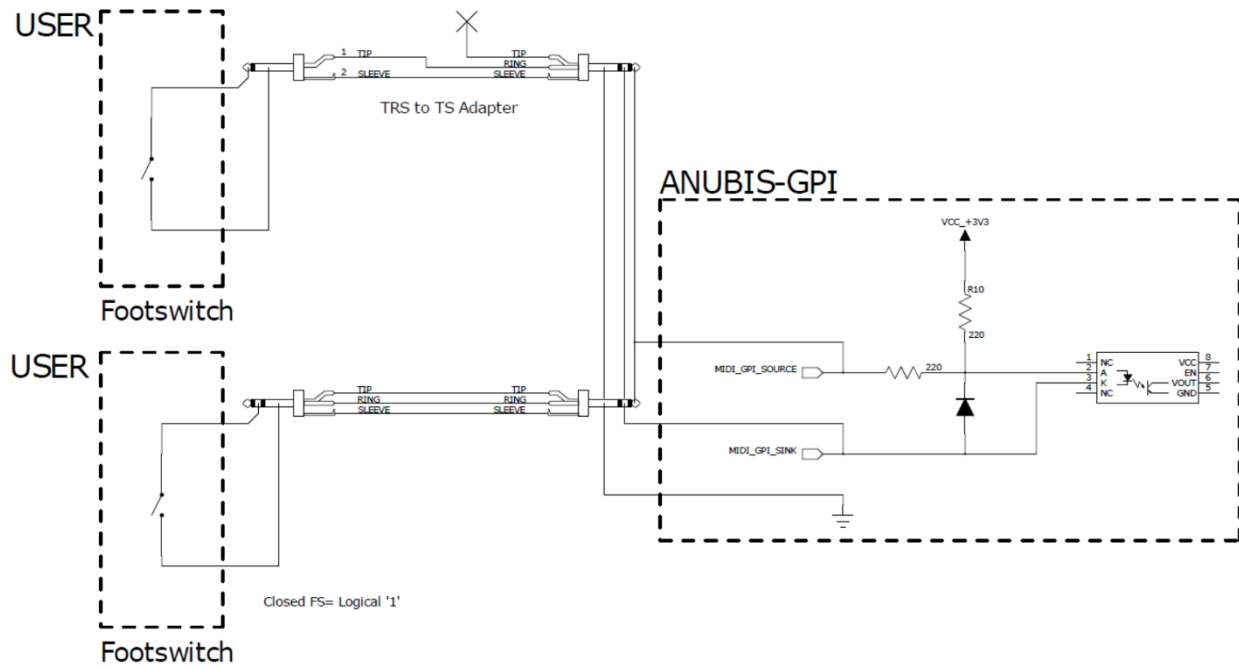 USER
1 TIP TIP
RING
2 SLEEVE SLEEVE
TRS to TS Adapter
Footswitch
ANUBIS-GPI
VCC_+3V3
R10
220
MIDI_GPI_SOURCE
220
1 NC VCC 8
2 A EN 7
3 K VOUT 6
4 NC GND 5
MIDI_GPI_SINK
USER
TIP TIP
RING RING
SLEEVE SLEEVE
Closed FS= Logical '1'
Footswitch